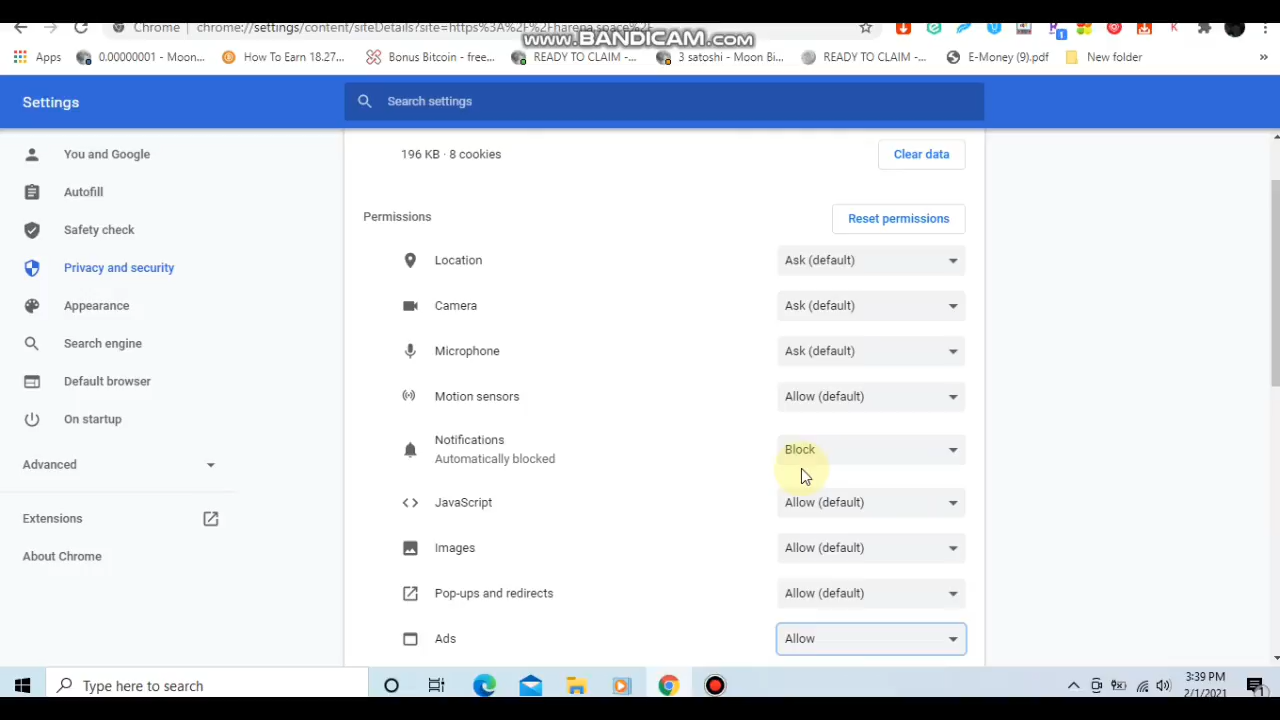 Chrome chrome://settings/content/siteDetails?site=https%3A%2F%2Fharena.space%2F
www.BANDICAM.com
Apps 0.00000001 - Moon... How To Earn 18.27... Bonus Bitcoin - free... READY TO CLAIM -... 3 satoshi - Moon Bi... READY TO CLAIM -... E-Money (9).pdf New folder »
Settings
Search settings
You and Google
Autofill
Safety check
Privacy and security
Appearance
Search engine
Default browser
On startup
Advanced
Extensions
About Chrome
196 KB · 8 cookies Clear data
Permissions Reset permissions
Location Ask (default)
Camera Ask (default)
Microphone Ask (default)
Motion sensors Allow (default)
Notifications Block
Automatically blocked
JavaScript Allow (default)
Images Allow (default)
Pop-ups and redirects Allow (default)
Ads Allow
Type here to search
3:39 PM
2/1/2021